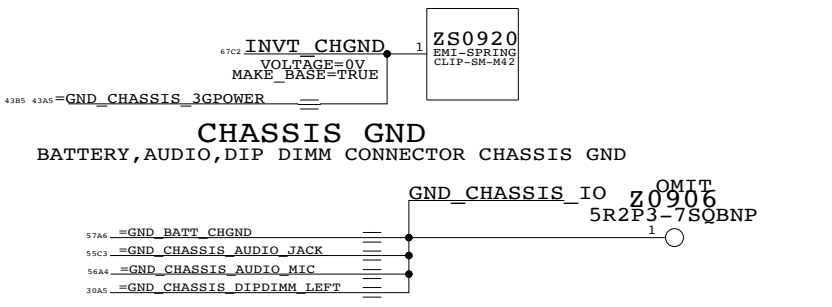 ZS0920
67C2 INVT_CHGND 1 EMI-SPRING
CLIP-SM-M42
VOLTAGE=0V
MAKE_BASE=TRUE
43B5 43A5 =GND_CHASSIS_3GPOWER
CHASSIS GND
BATTERY,AUDIO,DIP DIMM CONNECTOR CHASSIS GND
OMIT
GND_CHASSIS_IO Z0906
5R2P3-7SQBNP
57A6 =GND_BATT_CHGND 1
55C3 =GND_CHASSIS_AUDIO_JACK
56A4 =GND_CHASSIS_AUDIO_MIC
30A5 =GND_CHASSIS_DIPDIMM_LEFT